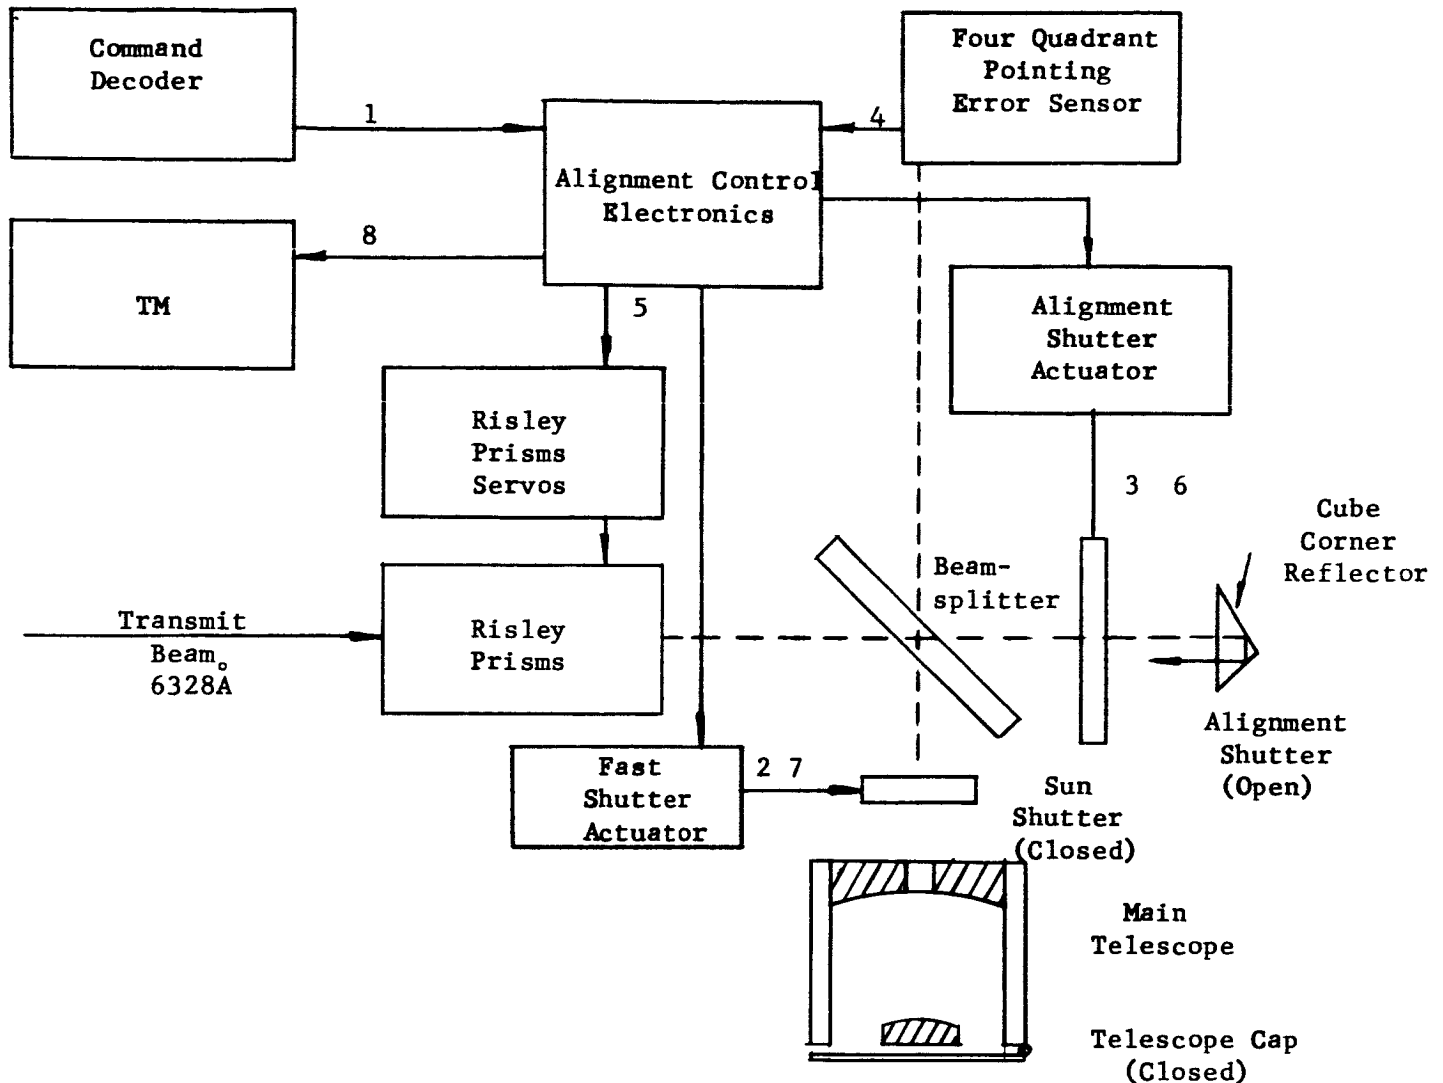 Command
Decoder
1
Four Quadrant
Pointing
Error Sensor
4
Alignment Control
Electronics
8
TM
5
Alignment
Shutter
Actuator
Risley
Prisms
Servos
3 6
Cube
Corner
Reflector
Beam-
splitter
Transmit
Beam
6328Å
Risley
Prisms
Alignment
Shutter
(Open)
Fast
Shutter
Actuator
2 7
Sun
Shutter
(Closed)
Main
Telescope
Telescope Cap
(Closed)